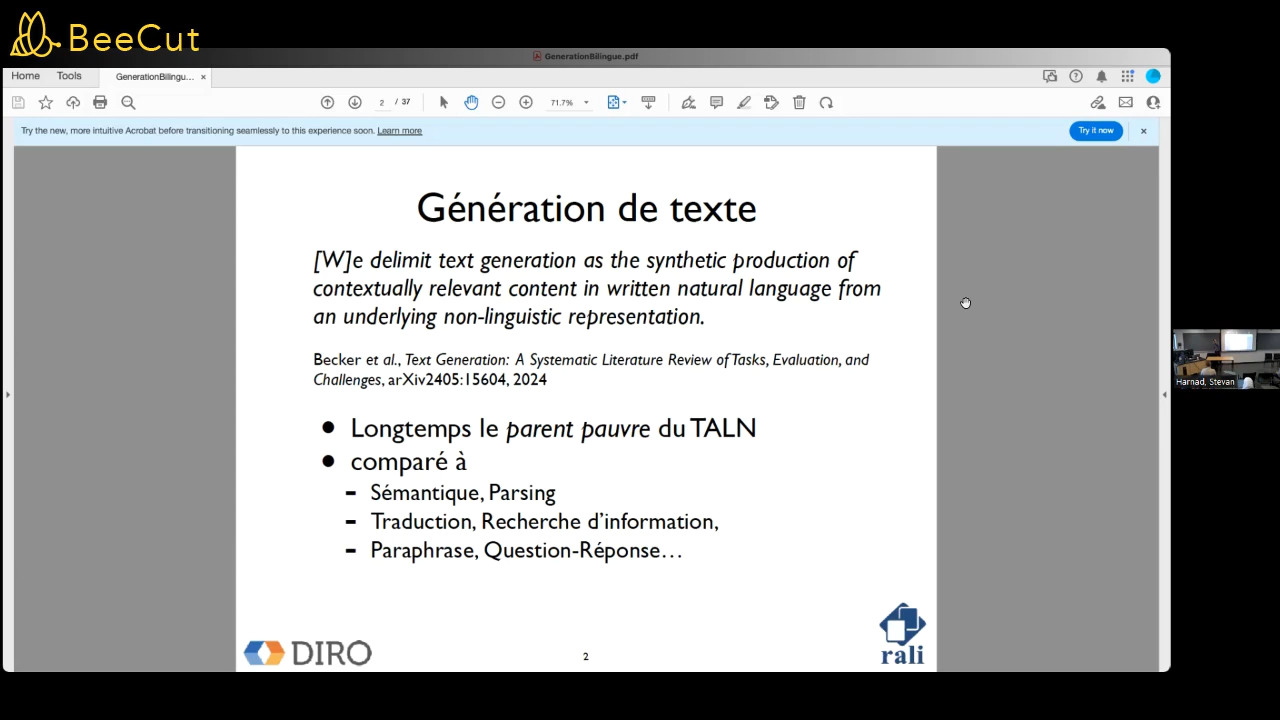 BeeCut
GenerationBilingue.pdf
Home Tools GenerationBilingu... ×
2 / 37 71.7%
Try the new, more intuitive Acrobat before transitioning seamlessly to this experience soon. Learn more Try it now ×
Génération de texte
[W]e delimit text generation as the synthetic production of
contextually relevant content in written natural language from
an underlying non-linguistic representation.
Becker et al., Text Generation: A Systematic Literature Review of Tasks, Evaluation, and
Challenges, arXiv2405:15604, 2024
• Longtemps le parent pauvre du TALN
• comparé à
- Sémantique, Parsing
- Traduction, Recherche d'information,
- Paraphrase, Question-Réponse…
Harnad, Stevan
DIRO
2
rali